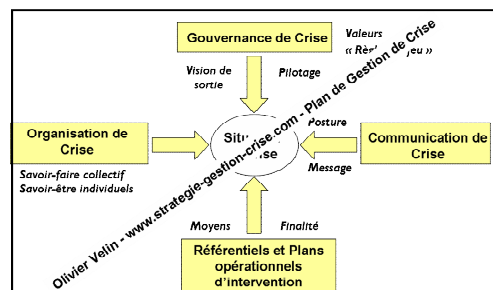 Gouvernance de Crise
Valeurs
« Règ jeu »
Vision de
sortie
Pilotage
Organisation de
Crise
Savoir-faire collectif
Savoir-être individuels
Posture
Communication de
Crise
Message
Moyens
Finalité
Référentiels et Plans
opérationnels
d'intervention
Olivier Velin - www.strategie-gestion-crise.com - Plan de Gestion de Crise